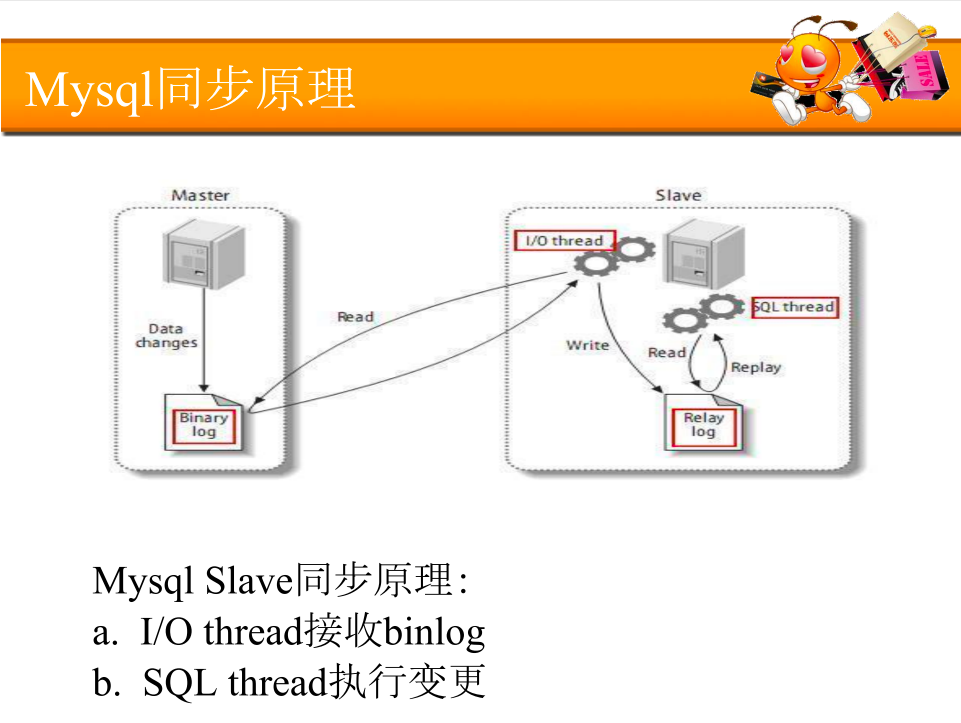 Mysql同步原理
SALE
Master
Slave
I/O thread
SQL thread
Read
Data
changes
Write
Read
Replay
Binary
log
Relay
log
Mysql Slave同步原理：
a. I/O thread接收binlog
b. SQL thread执行变更